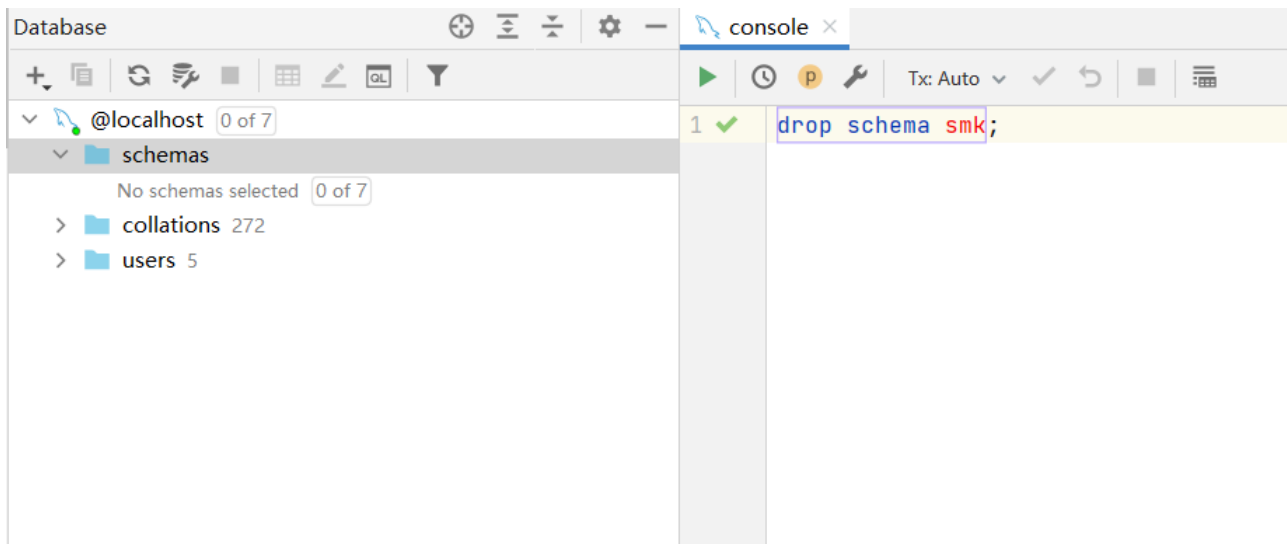 Database
console
QL
p
Tx: Auto
@localhost 0 of 7
schemas
No schemas selected 0 of 7
collations 272
users 5
1 drop schema smk;